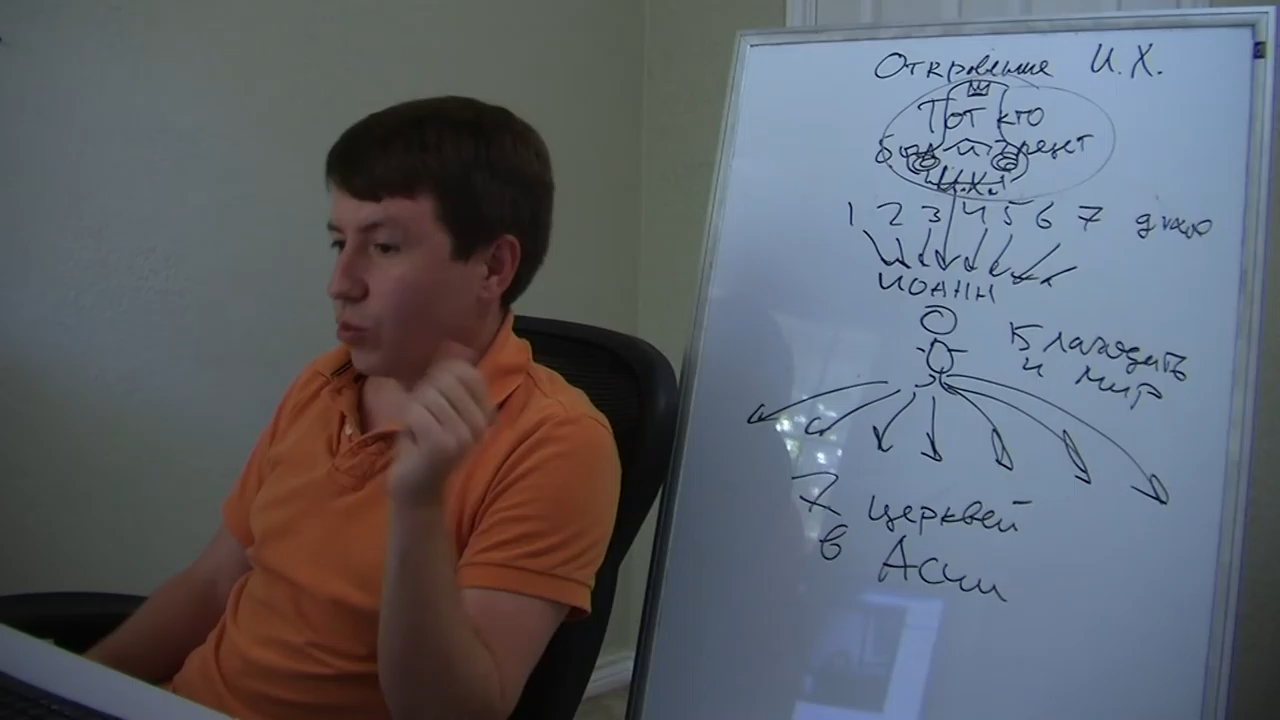 Откровение И.Х.
Тот кто
был и грядет
И.Х.
1 2 3 4 5 6 7 духов
ИОАНН
Благодать
и мир
7 церквей
в Асии